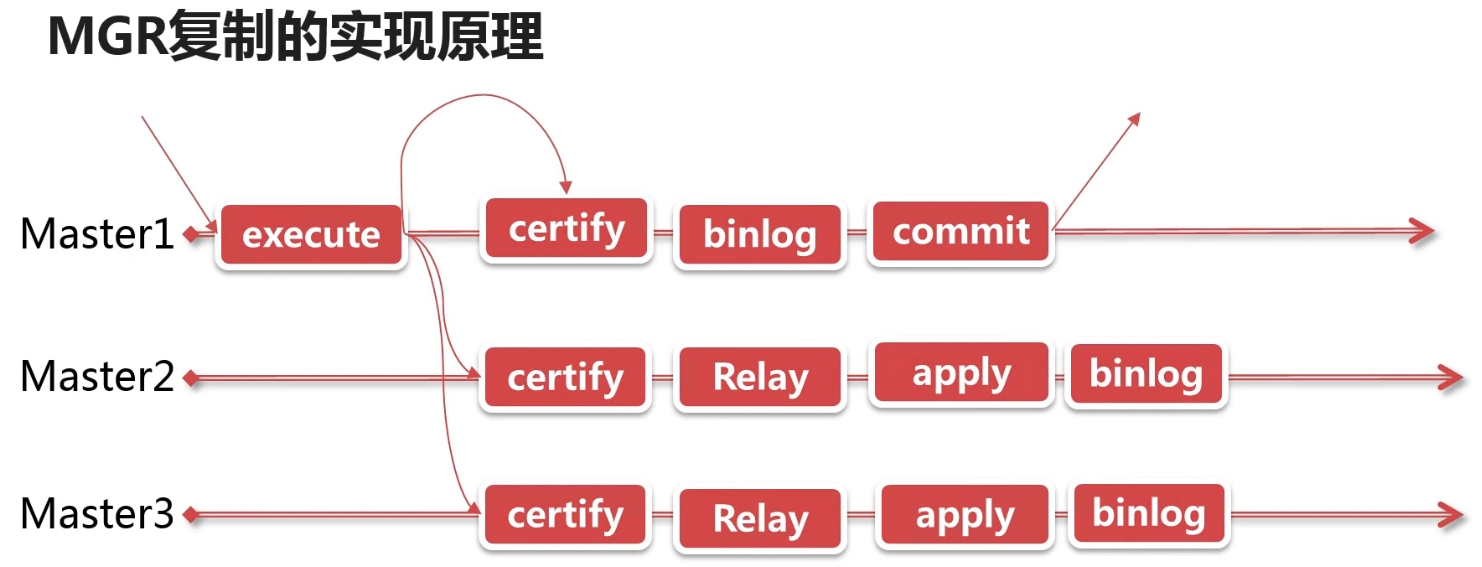 MGR复制的实现原理
Master1 execute certify binlog commit
Master2 certify Relay apply binlog
Master3 certify Relay apply binlog